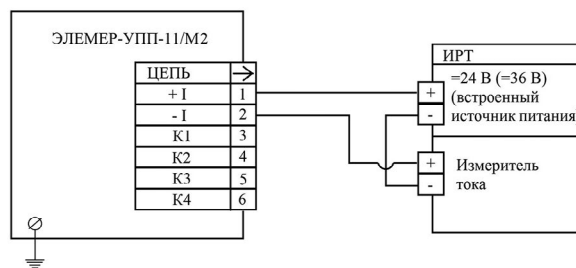 ЭЛЕМЕР-УПП-11/М2
ЦЕПЬ →
+ I 1
- I 2
К1 3
К2 4
К3 5
К4 6
ИРТ
=24 В (=36 В)
+ (встроенный
- источник питания
+ Измеритель
- тока